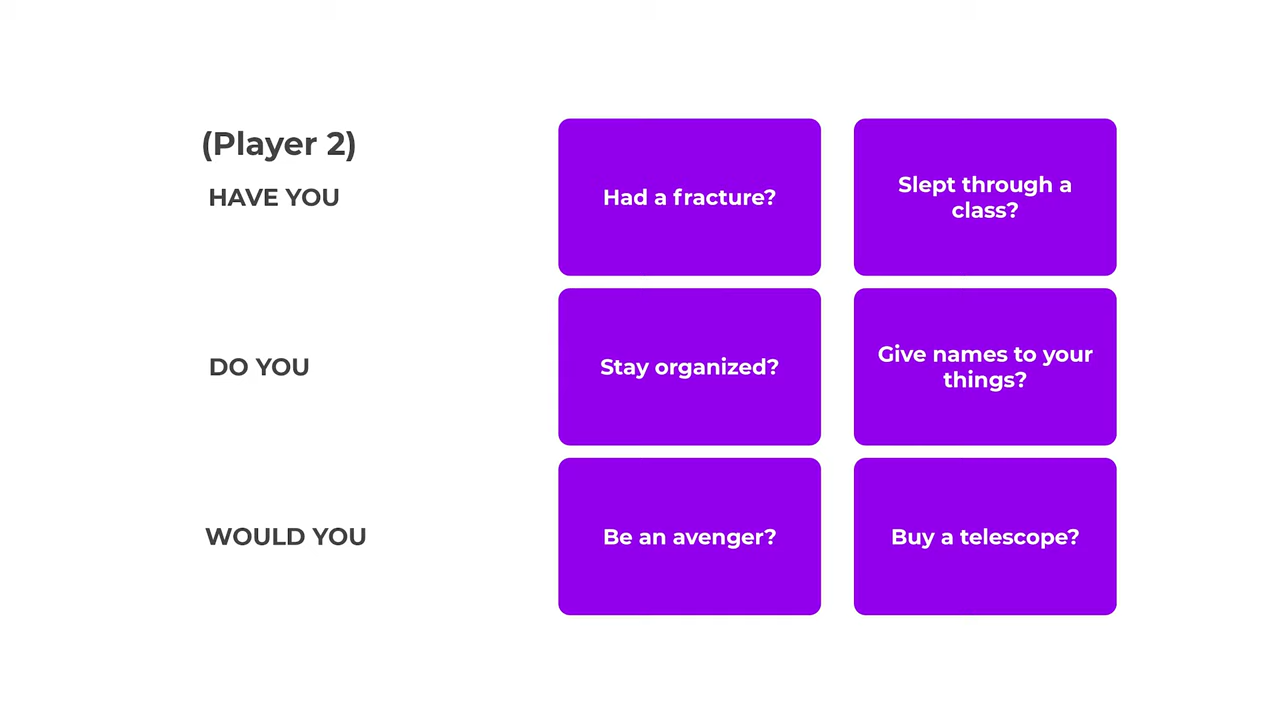 (Player 2)
HAVE YOU
Had a fracture?
Slept through a
class?
DO YOU
Stay organized?
Give names to your
things?
WOULD YOU
Be an avenger?
Buy a telescope?